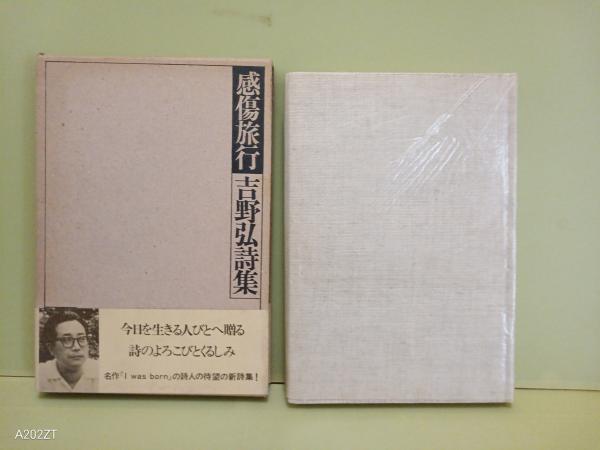 感傷旅行
吉野弘詩集
今日を生きる人びとへ贈る
詩のよろこびとくるしみ
名作「I was born」の詩人の待望の新詩集!
A202ZT